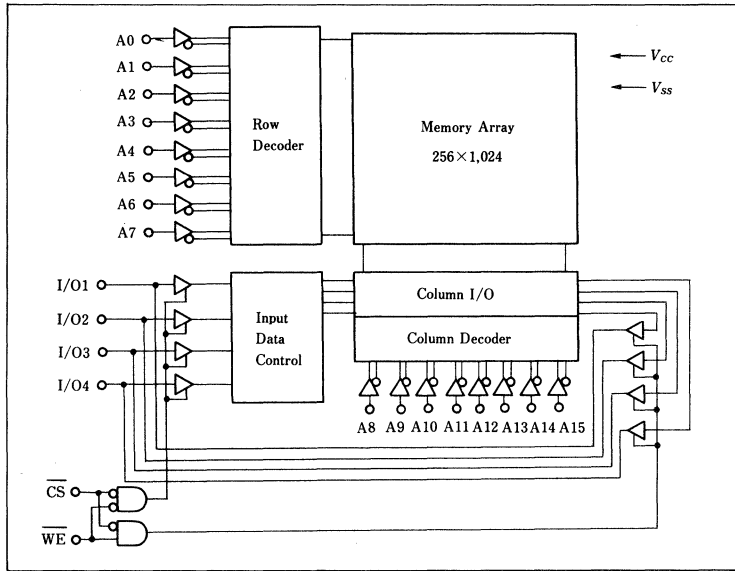 A0
A1
A2
A3
A4
A5
A6
A7
Row
Decoder
Memory Array
256×1,024
Vcc
Vss
I/O1
I/O2
I/O3
I/O4
Input
Data
Control
Column I/O
Column Decoder
A8 A9 A10 A11 A12 A13 A14 A15
CS
WE